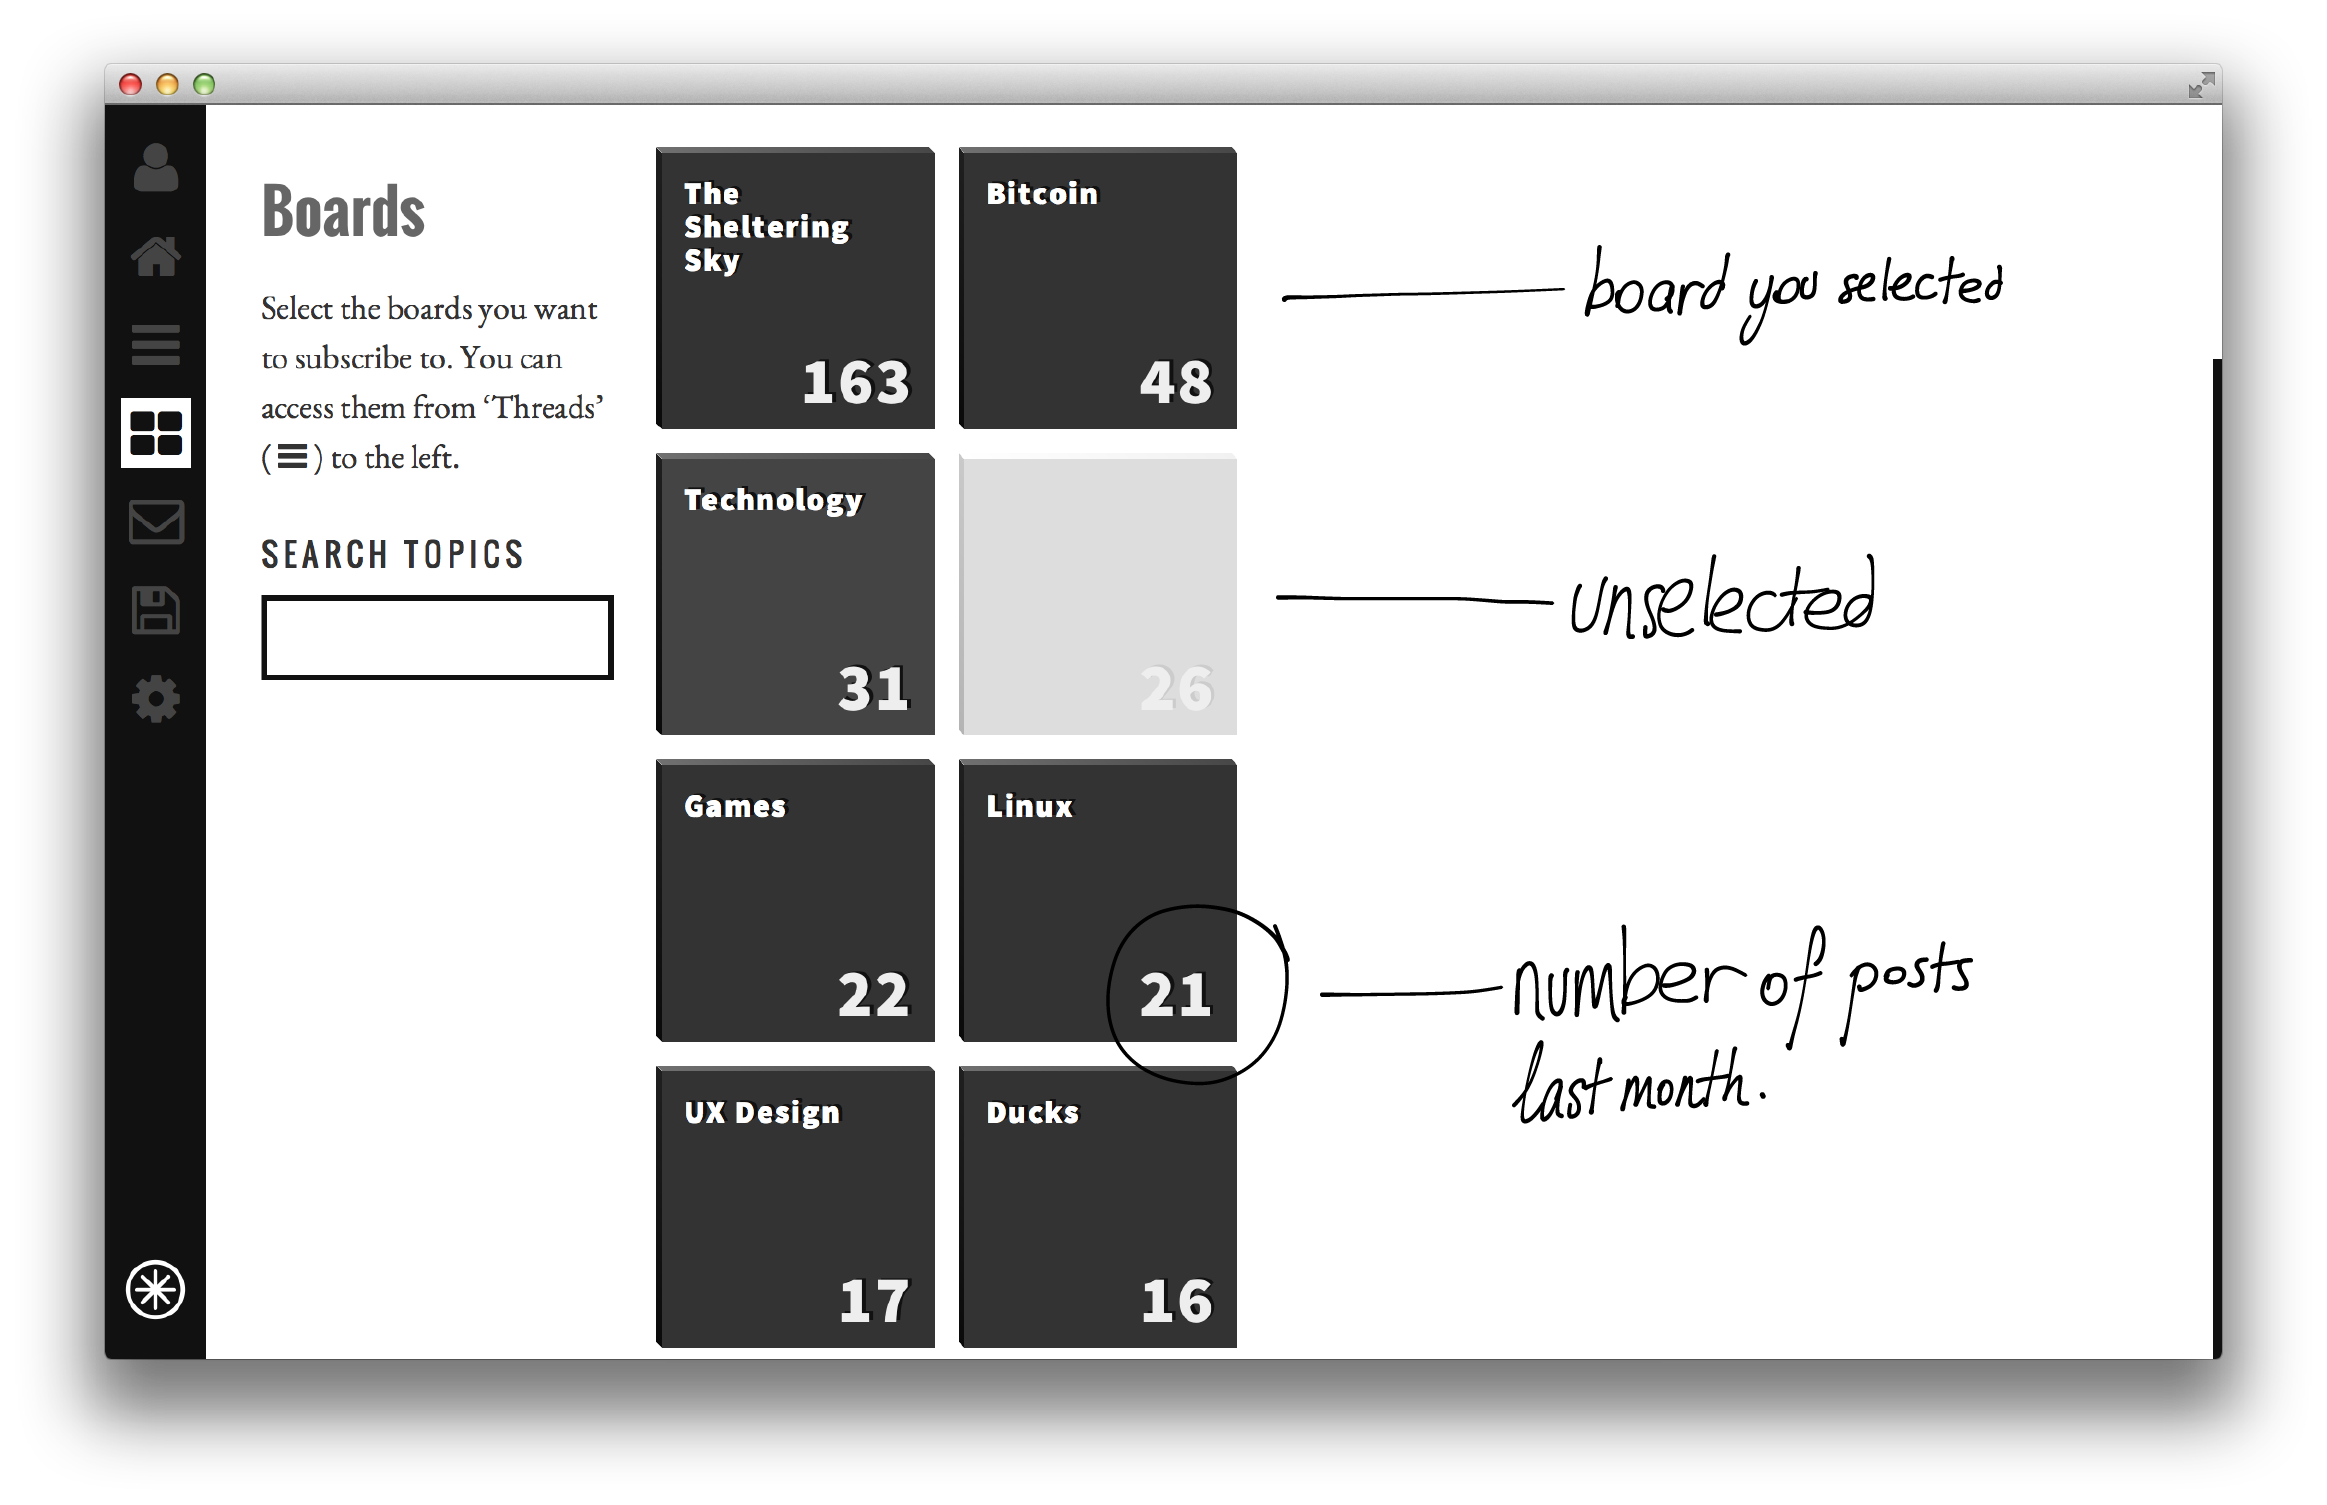 Boards
Select the boards you want
to subscribe to. You can
access them from ‘Threads’
( ) to the left.
SEARCH TOPICS
The
Sheltering
Sky
163
Bitcoin
48
board you selected
Technology
31
26
unselected
Games
22
Linux
21
number of posts
last month.
UX Design
17
Ducks
16